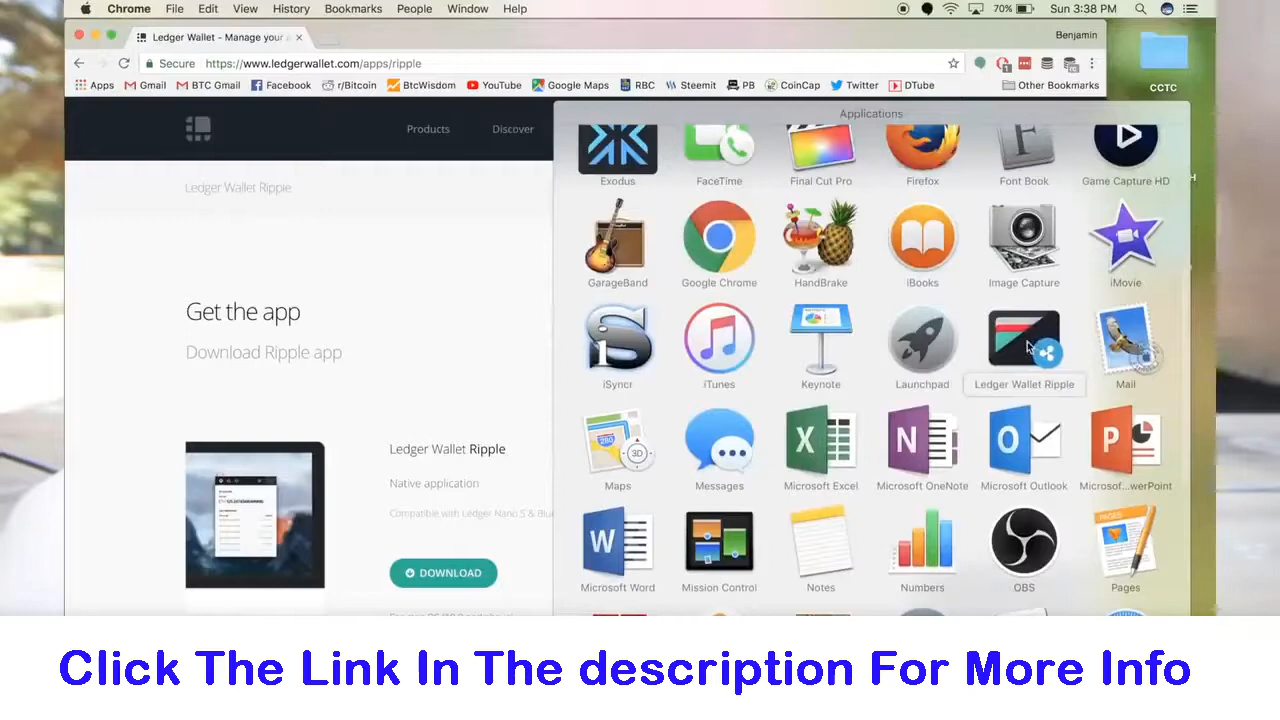 Chrome File Edit View History Bookmarks People Window Help 70% Sun 3:38 PM
Ledger Wallet - Manage your a Benjamin
Secure https://www.ledgerwallet.com/apps/ripple
Apps Gmail BTC Gmail Facebook r/Bitcoin BtcWisdom YouTube Google Maps RBC Steemit PB CoinCap Twitter DTube Other Bookmarks
CCTC
Applications
Products Discover
Exodus FaceTime Final Cut Pro Firefox Font Book Game Capture HD
Ledger Wallet Ripple
GarageBand Google Chrome HandBrake iBooks Image Capture iMovie
Get the app
Download Ripple app
iSyncr iTunes Keynote Launchpad Ledger Wallet Ripple Mail
Ledger Wallet Ripple
Native application
Compatible with Ledger Nano S & Blu
Maps Messages Microsoft Excel Microsoft OneNote Microsoft Outlook Microsof...werPoint
DOWNLOAD
Microsoft Word Mission Control Notes Numbers OBS Pages
Click The Link In The description For More Info